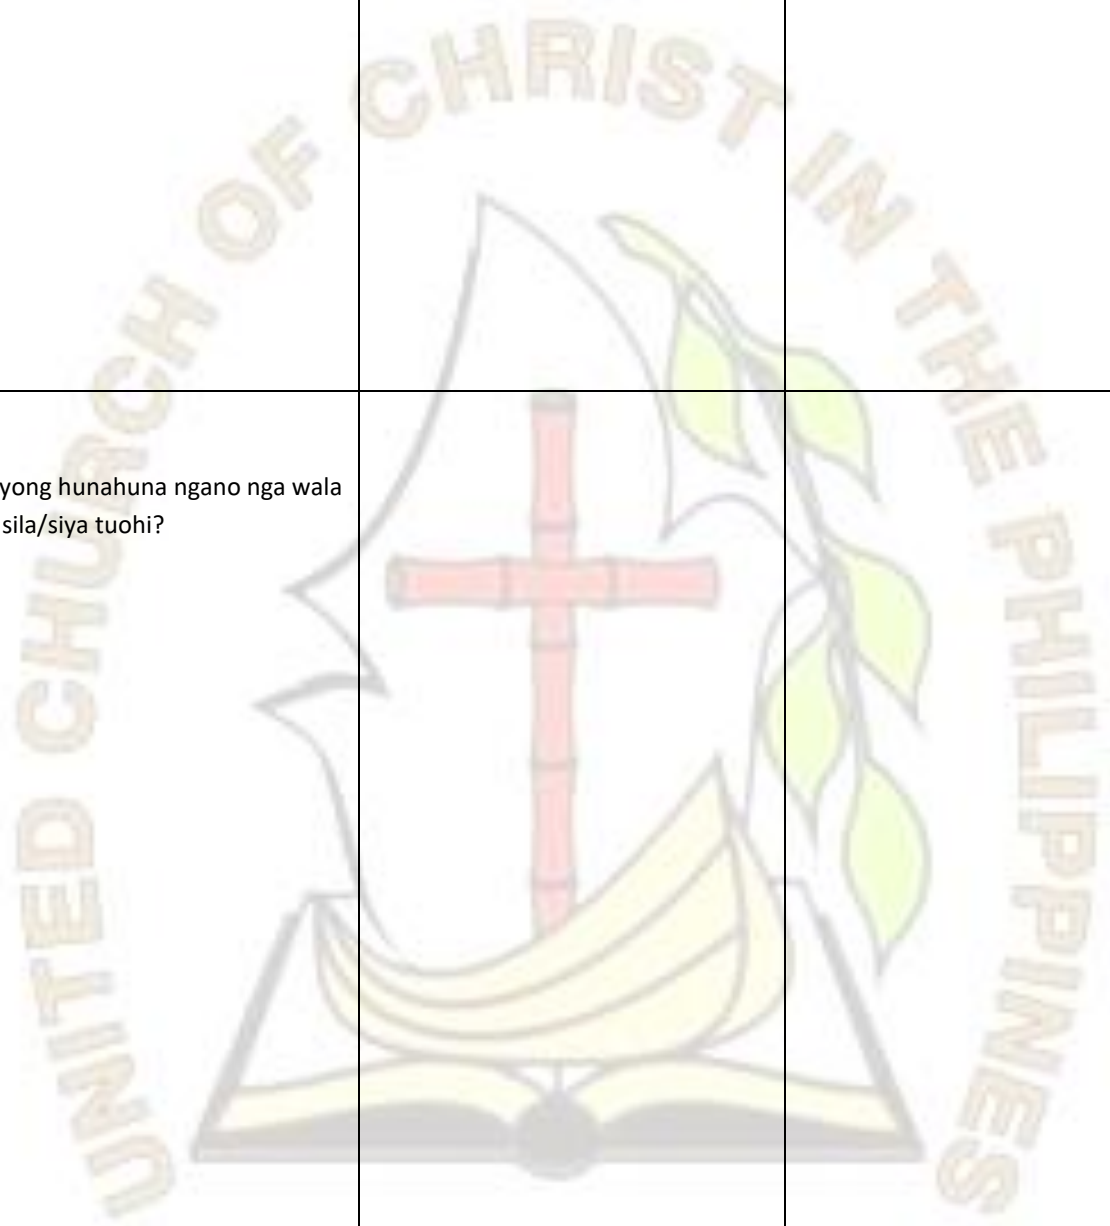 UNITED CHURCH OF CHRIST IN THE PHILIPPINES
yong hunahuna ngano nga wala
sila/siya tuohi?